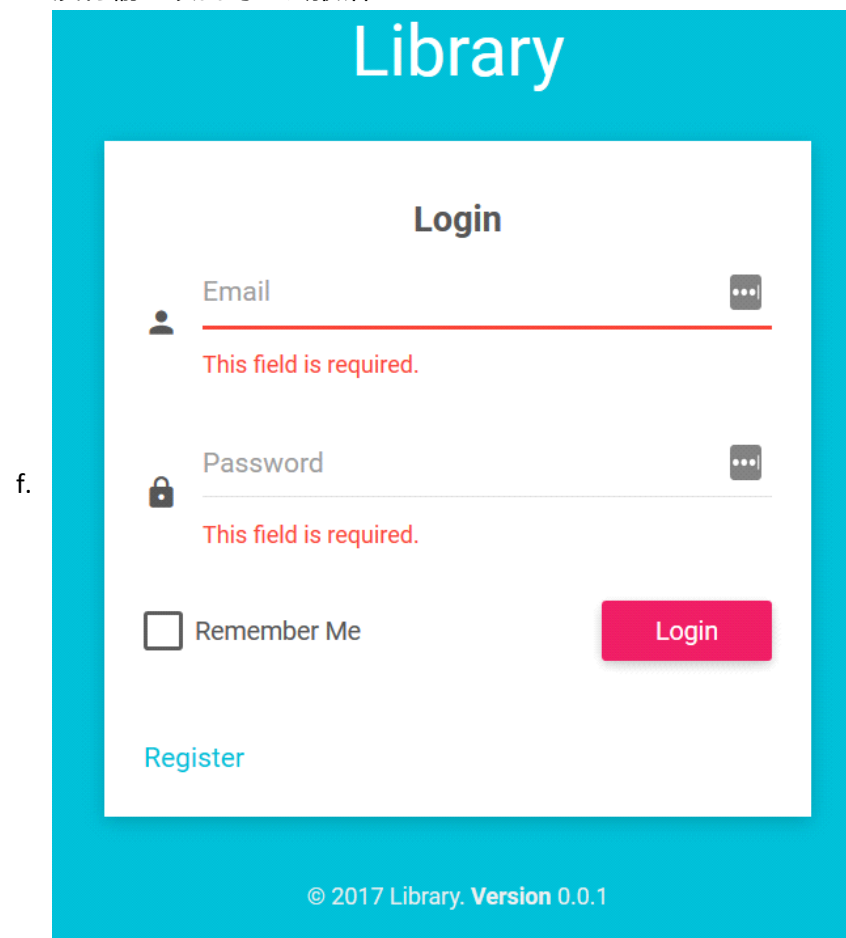 Library
Login
Email
This field is required.
f.
Password
This field is required.
Remember Me
Login
Register
© 2017 Library. Version 0.0.1